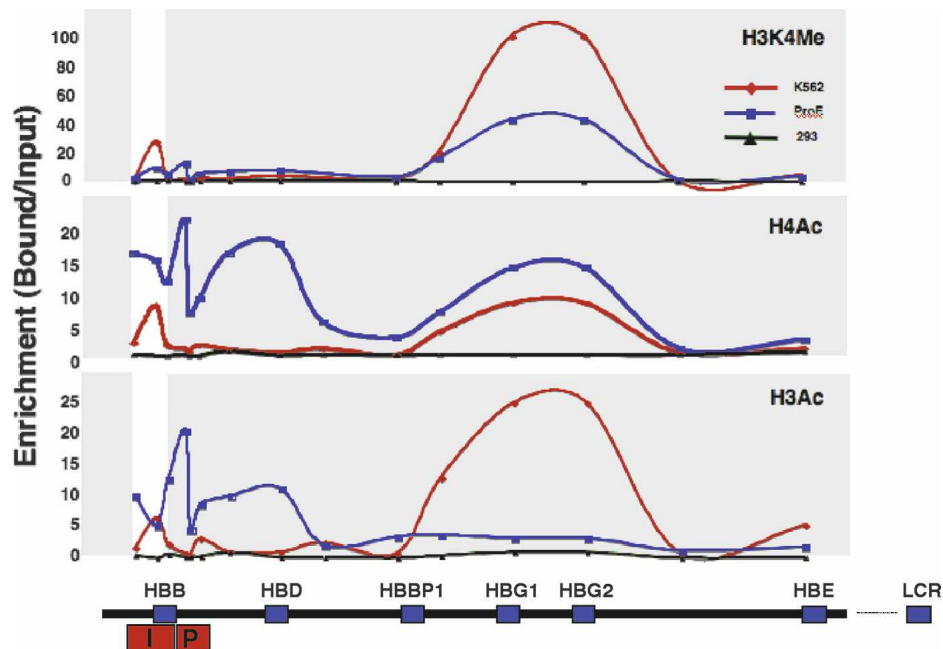 Enrichment (Bound/Input)
H3K4Me
100
80
60
40
20
0
K562
ProE
293
H4Ac
20
15
10
5
0
H3Ac
25
20
15
10
5
0
HBB HBD HBBP1 HBG1 HBG2 HBE LCR
I P